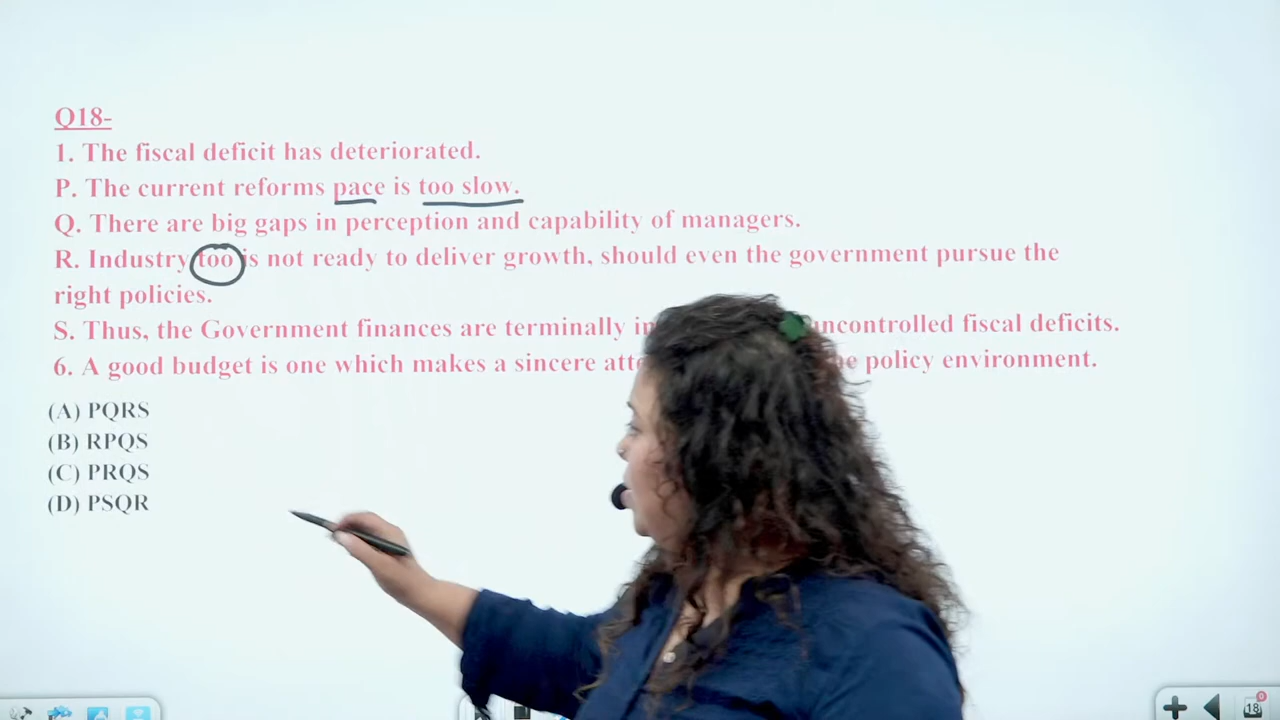 Q18-
1. The fiscal deficit has deteriorated.
P. The current reforms pace is too slow.
Q. There are big gaps in perception and capability of managers.
R. Industry too is not ready to deliver growth, should even the government pursue the
right policies.
S. Thus, the Government finances are terminally uncontrolled fiscal deficits.
6. A good budget is one which makes a sincere policy environment.
(A) PQRS
(B) RPQS
(C) PRQS
(D) PSQR
18
0